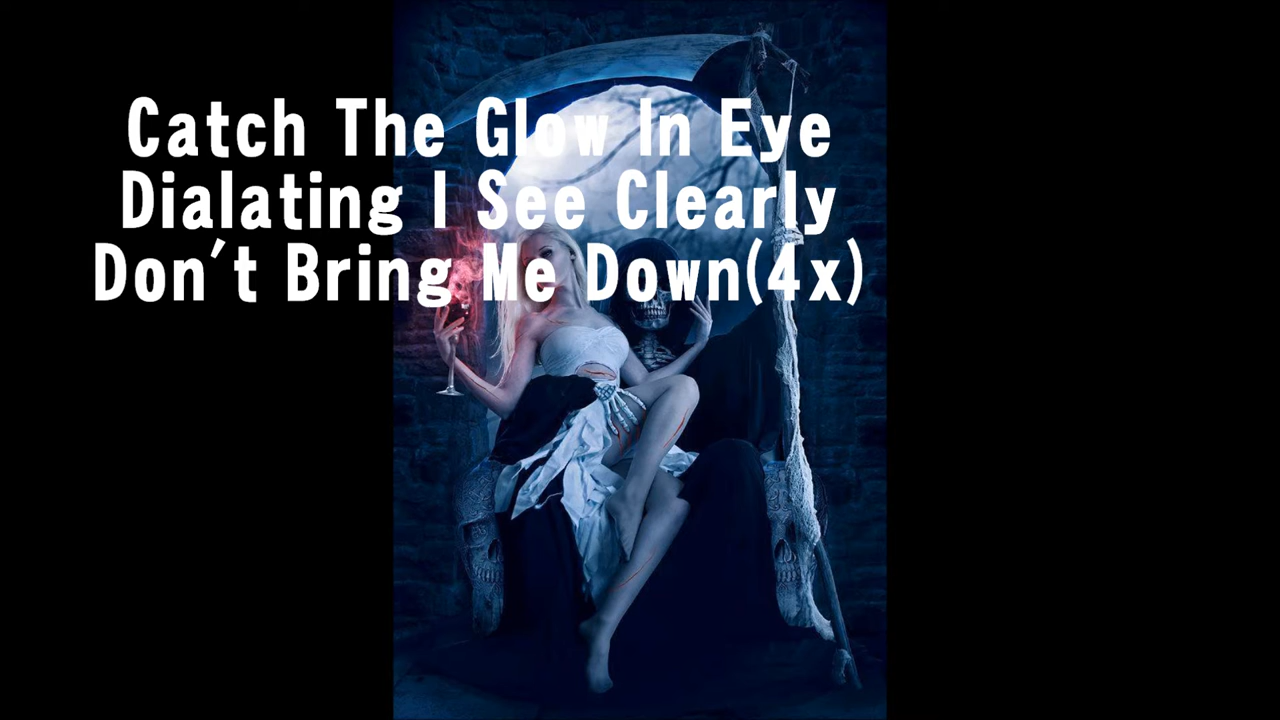 Catch The Glow In Eye
Dialating I See Clearly
Don't Bring Me Down(4x)